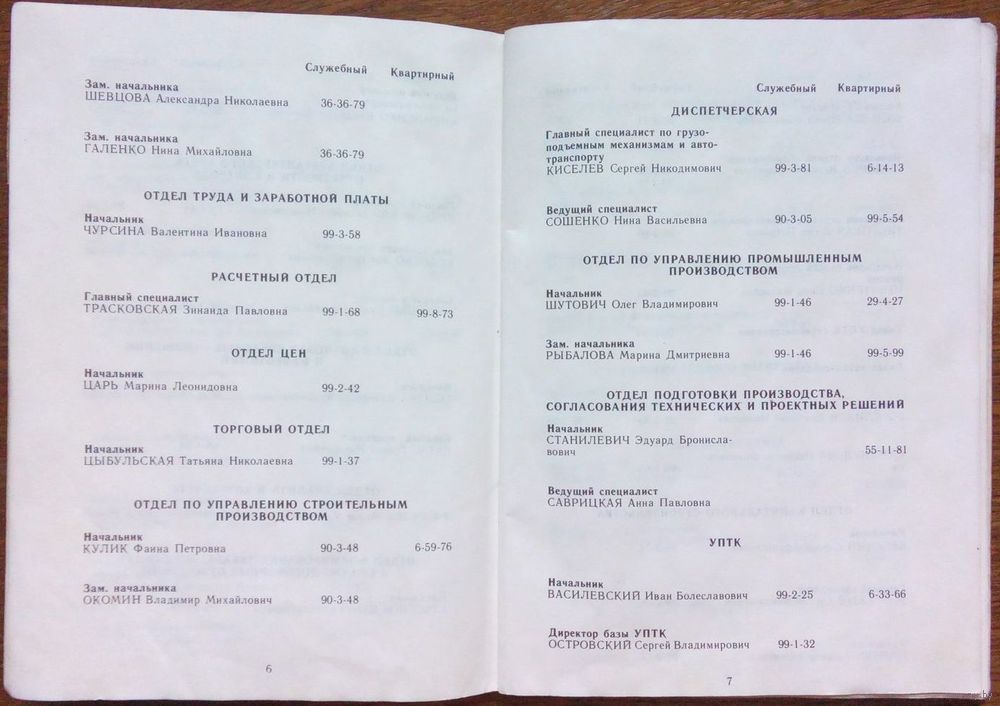 Служебный Квартирный
Зам. начальника
ШЕВЦОВА Александра Николаевна 36-36-79
Зам. начальника
ГАЛЕНКО Нина Михайловна 36-36-79
ОТДЕЛ ТРУДА И ЗАРАБОТНОЙ ПЛАТЫ
Начальник
ЧУРСИНА Валентина Ивановна 99-3-58
РАСЧЕТНЫЙ ОТДЕЛ
Главный специалист
ТРАСКОВСКАЯ Зинаида Павловна 99-1-68 99-8-73
ОТДЕЛ ЦЕН
Начальник
ЦАРЬ Марина Леонидовна 99-2-42
ТОРГОВЫЙ ОТДЕЛ
Начальник
ЦЫБУЛЬСКАЯ Татьяна Николаевна 99-1-37
ОТДЕЛ ПО УПРАВЛЕНИЮ СТРОИТЕЛЬНЫМ
ПРОИЗВОДСТВОМ
Начальник
КУЛИК Фаина Петровна 90-3-48 6-59-76
Зам. начальника
ОКОМИН Владимир Михайлович 90-3-48
6
Служебный Квартирный
ДИСПЕТЧЕРСКАЯ
Главный специалист по грузо-
подъемным механизмам и авто-
транспорту
КИСЕЛЕВ Сергей Никодимович 99-3-81 6-14-13
Ведущий специалист
СОШЕНКО Нина Васильевна 90-3-05 99-5-54
ОТДЕЛ ПО УПРАВЛЕНИЮ ПРОМЫШЛЕННЫМ
ПРОИЗВОДСТВОМ
Начальник
ШУТОВИЧ Олег Владимирович 99-1-46 29-4-27
Зам. начальника
РЫБАЛОВА Марина Дмитриевна 99-1-46 99-5-99
ОТДЕЛ ПОДГОТОВКИ ПРОИЗВОДСТВА,
СОГЛАСОВАНИЯ ТЕХНИЧЕСКИХ И ПРОЕКТНЫХ РЕШЕНИЙ
Начальник
СТАНИЛЕВИЧ Эдуард Бронисла-
вович 55-11-81
Ведущий специалист
САВРИЦКАЯ Анна Павловна
УПТК
Начальник
ВАСИЛЕВСКИЙ Иван Болеславович 99-2-25 6-33-66
Директор базы УПТК
ОСТРОВСКИЙ Сергей Владимирович 99-1-32
7